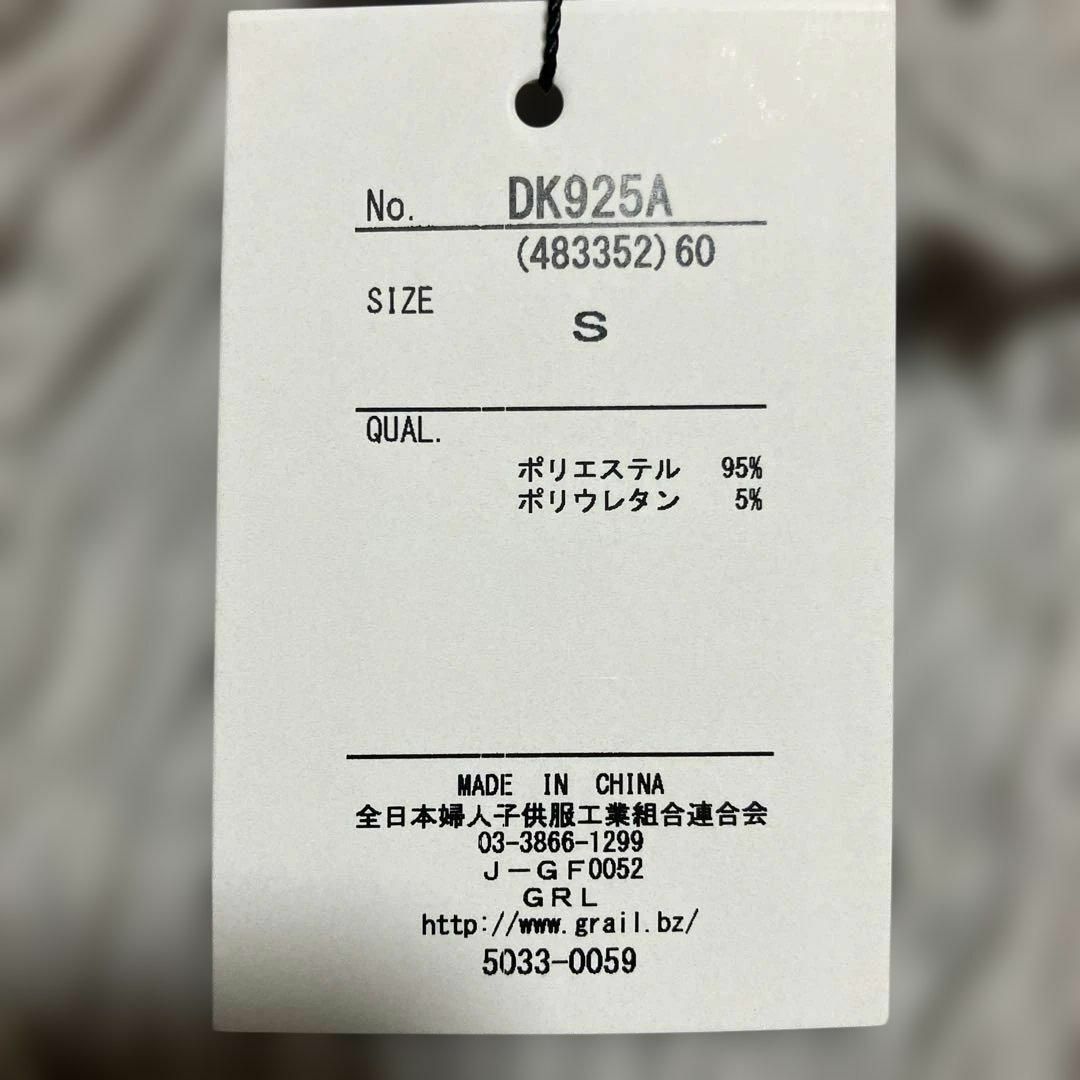 No. DK925A
(483352)60
SIZE
S
QUAL.
ポリエステル 95%
ポリウレタン 5%
MADE IN CHINA
全日本婦人子供服工業組合連合会
03-3866-1299
J－GF0052
GRL
http://www.grail.bz/
5033-0059